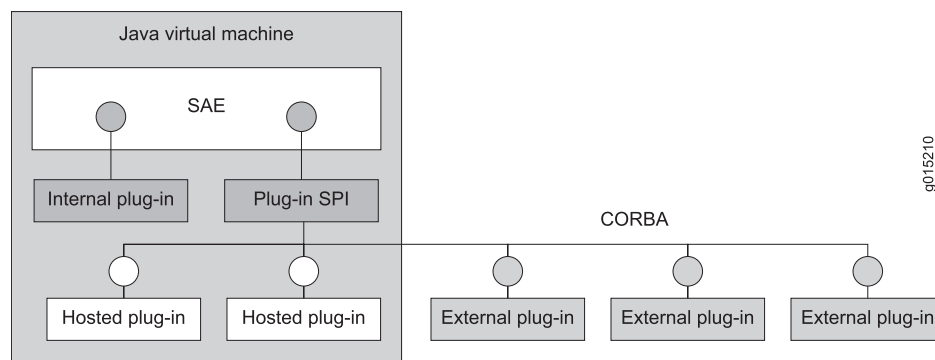 Java virtual machine
SAE
Internal plug-in
Plug-in SPI
CORBA
Hosted plug-in
Hosted plug-in
External plug-in
External plug-in
External plug-in
g015210